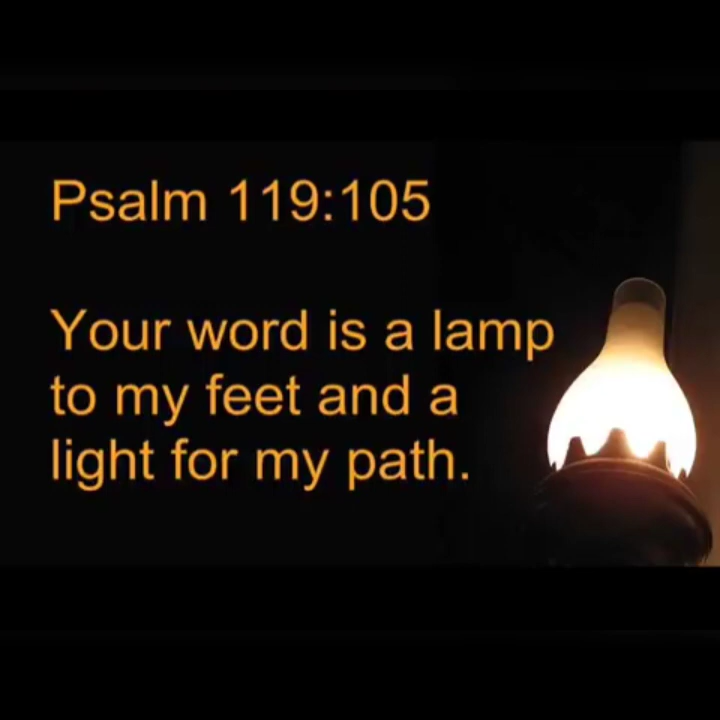 Psalm 119:105
Your word is a lamp
to my feet and a
light for my path.